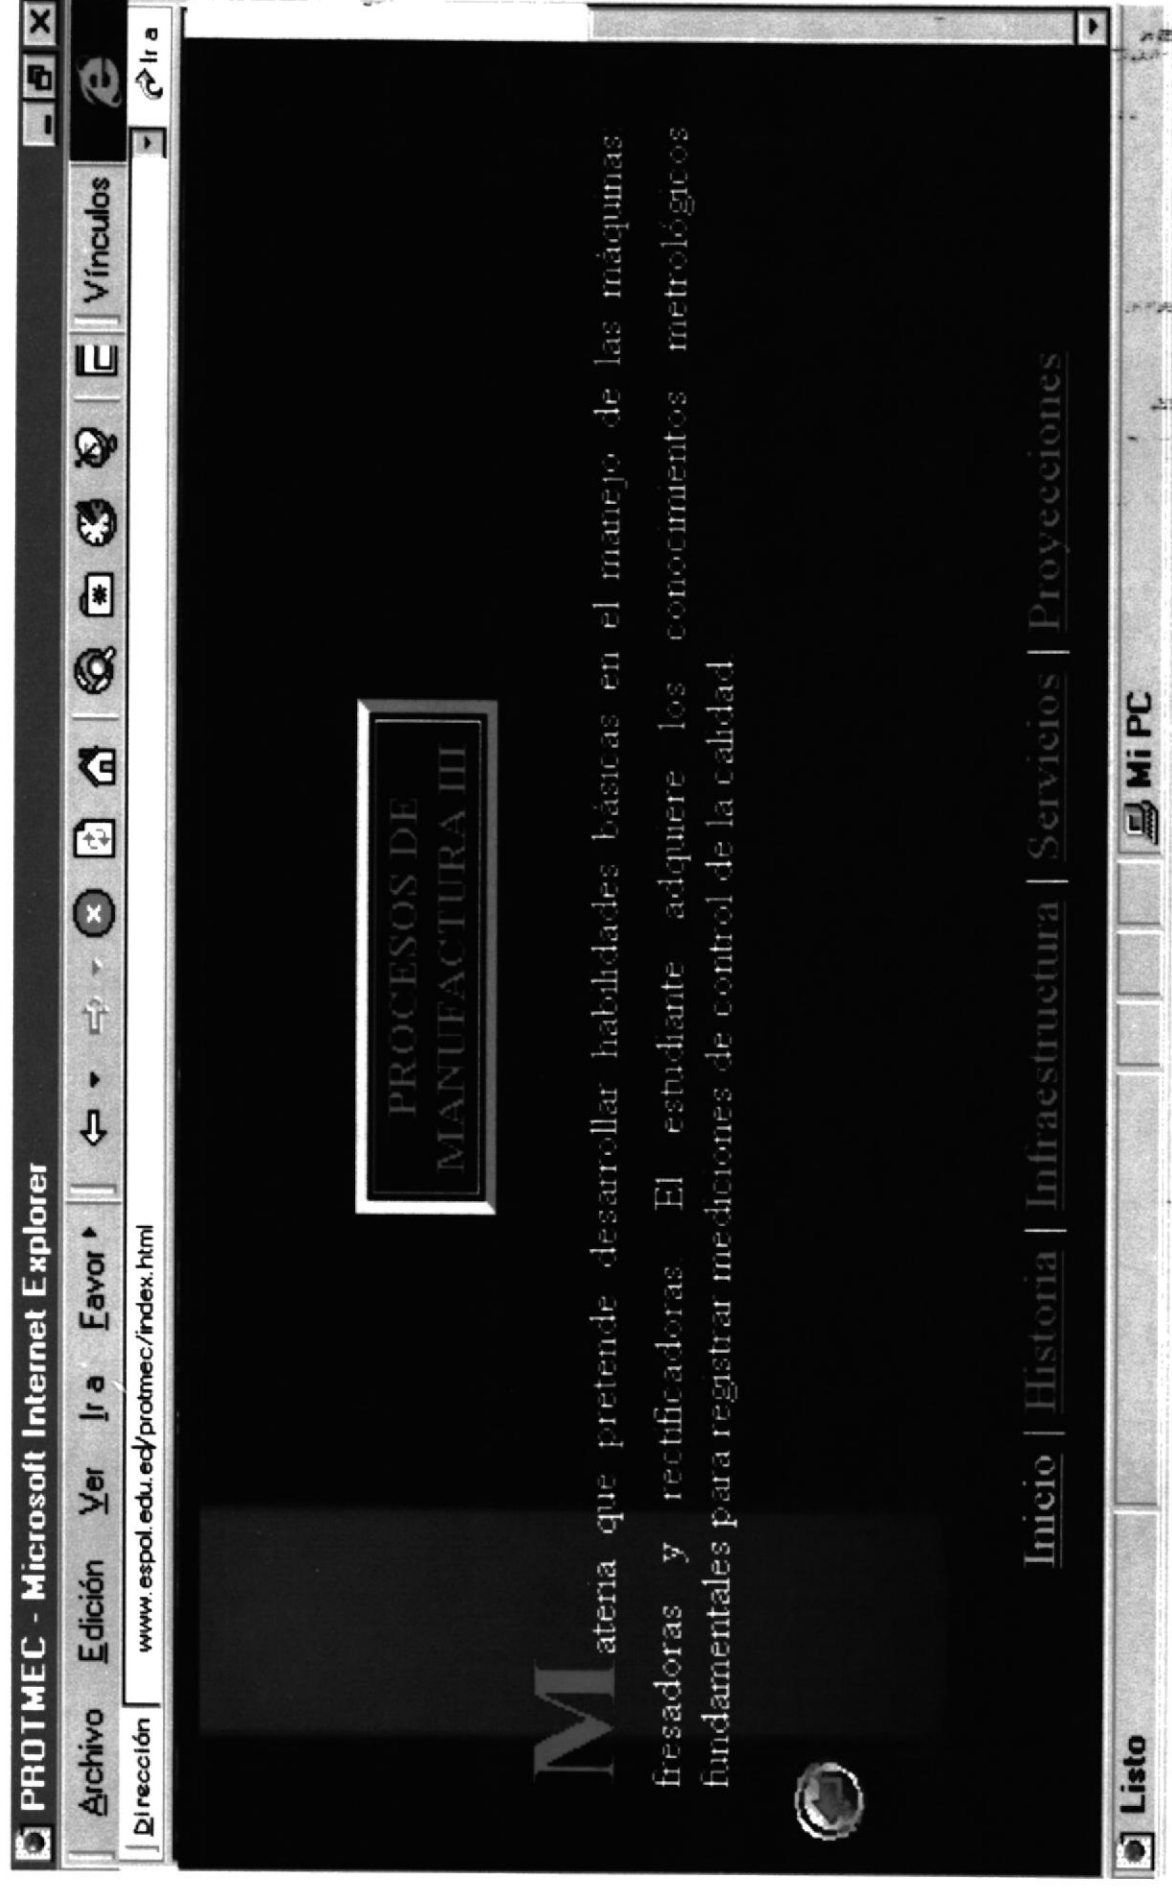 PROTMEC - Microsoft Internet Explorer
Archivo Edición Ver Ir a Favor Vínculos
Dirección www.espol.edu.ed/protmec/index.html Ir a
PROCESOS DE
MANUFACTURA III
Materia que pretende desarrollar habilidades básicas en el manejo de las máquinas
fresadoras y rectificadoras. El estudiante adquiere los conocimientos metrológicos
fundamentales para registrar mediciones de control de la calidad.
Inicio | Historia | Infraestructura | Servicios | Proyecciones
Listo Mi PC